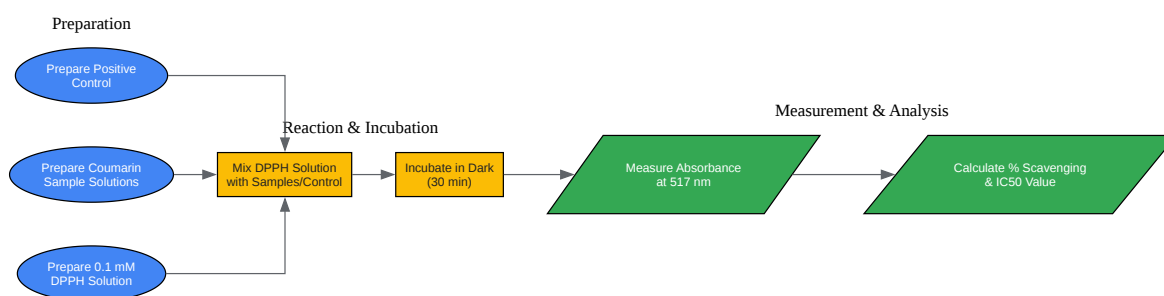 Preparation
Prepare Positive
Control
Prepare Coumarin
Sample Solutions
Prepare 0.1 mM
DPPH Solution
Reaction & Incubation
Mix DPPH Solution
with Samples/Control
Incubate in Dark
(30 min)
Measurement & Analysis
Measure Absorbance
at 517 nm
Calculate % Scavenging
& IC50 Value